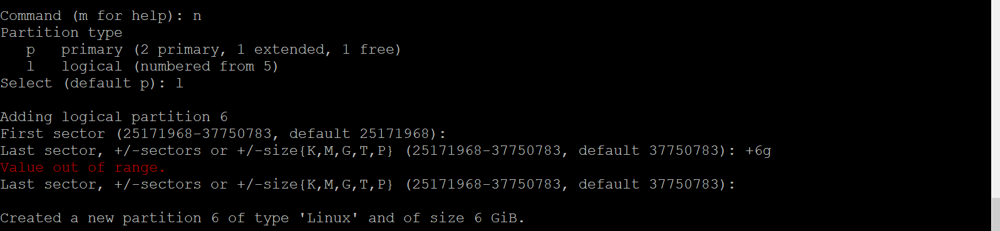 Command (m for help): n
Partition type
   p   primary (2 primary, 1 extended, 1 free)
   l   logical (numbered from 5)
Select (default p): l
Adding logical partition 6
First sector (25171968-37750783, default 25171968):
Last sector, +/-sectors or +/-size{K,M,G,T,P} (25171968-37750783, default 37750783): +6g
Value out of range.
Last sector, +/-sectors or +/-size{K,M,G,T,P} (25171968-37750783, default 37750783):
Created a new partition 6 of type 'Linux' and of size 6 GiB.